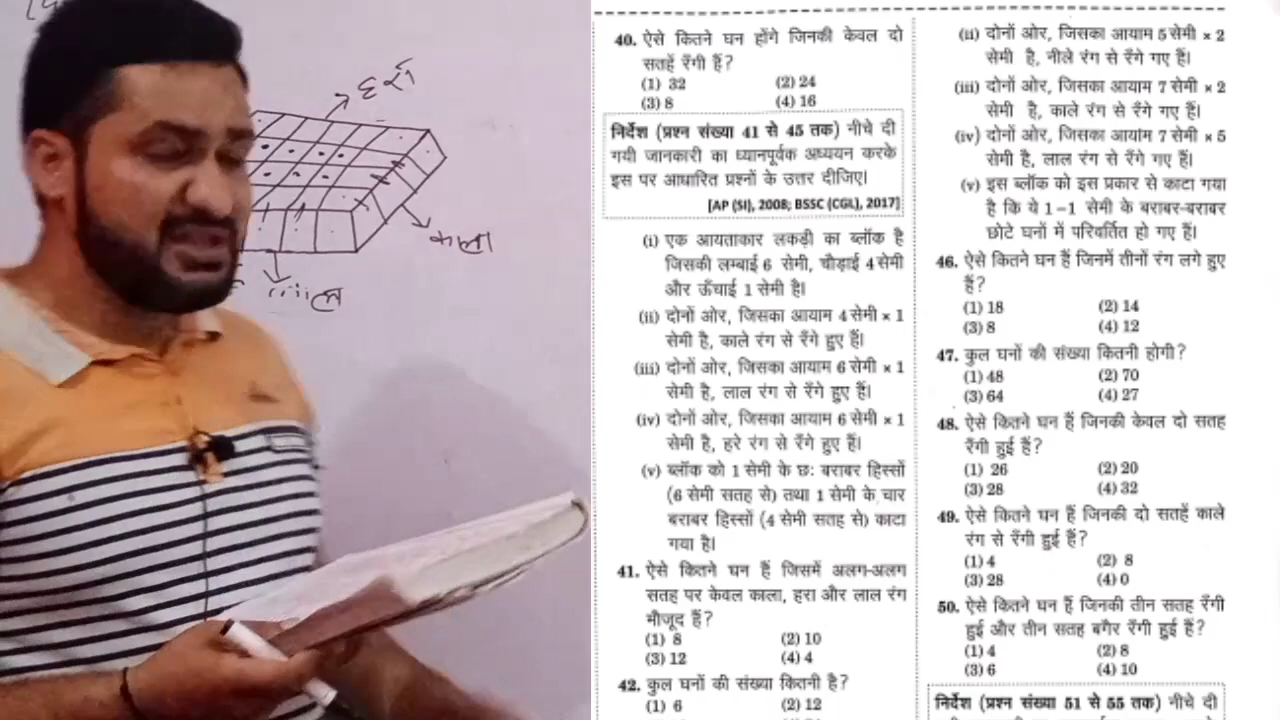 हरा
काला
लाल
40. ऐसे कितने घन होंगे जिनकी केवल दो
सतहें रंगी हैं?
(1) 32 (2) 24
(3) 8 (4) 16
निर्देश (प्रश्न संख्या 41 से 45 तक) नीचे दी
गयी जानकारी का ध्यानपूर्वक अध्ययन करके
इस पर आधारित प्रश्नों के उत्तर दीजिए।
[AP (SI), 2008; BSSC (CGL), 2017]
(i) एक आयताकार लकड़ी का ब्लॉक है
जिसकी लम्बाई 6 सेमी, चौड़ाई 4 सेमी
और ऊँचाई 1 सेमी है।
(ii) दोनों ओर, जिसका आयाम 4 सेमी × 1
सेमी है, काले रंग से रँगे हुए हैं।
(iii) दोनों ओर, जिसका आयाम 6 सेमी × 1
सेमी है, लाल रंग से रँगे हुए हैं।
(iv) दोनों ओर, जिसका आयाम 6 सेमी × 1
सेमी है, हरे रंग से रँगे हुए हैं।
(v) ब्लॉक को 1 सेमी के छः बराबर हिस्सों
(6 सेमी सतह से) तथा 1 सेमी के चार
बराबर हिस्सों (4 सेमी सतह से) काटा
गया है।
41. ऐसे कितने घन हैं जिसमें अलग-अलग
सतह पर केवल काला, हरा और लाल रंग
मौजूद हैं?
(1) 8 (2) 10
(3) 12 (4) 4
42. कुल घनों की संख्या कितनी है?
(1) 6 (2) 12
(ii) दोनों ओर, जिसका आयाम 5 सेमी × 2
सेमी है, नीले रंग से रँगे गए हैं।
(iii) दोनों ओर, जिसका आयाम 7 सेमी × 2
सेमी है, काले रंग से रँगे गए हैं।
(iv) दोनों ओर, जिसका आयाम 7 सेमी × 5
सेमी है, लाल रंग से रँगे गए हैं।
(v) इस ब्लॉक को इस प्रकार से काटा गया
है कि ये 1-1 सेमी के बराबर-बराबर
छोटे घनों में परिवर्तित हो गए हैं।
46. ऐसे कितने घन हैं जिनमें तीनों रंग लगे हुए
हैं?
(1) 18 (2) 14
(3) 8 (4) 12
47. कुल घनों की संख्या कितनी होगी?
(1) 48 (2) 70
(3) 64 (4) 27
48. ऐसे कितने घन हैं जिनकी केवल दो सतह
रँगी हुई हैं?
(1) 26 (2) 20
(3) 28 (4) 32
49. ऐसे कितने घन हैं जिनकी दो सतहें काले
रंग से रँगी हुई हैं?
(1) 4 (2) 8
(3) 28 (4) 0
50. ऐसे कितने घन हैं जिनकी तीन सतह रँगी
हुई और तीन सतह बगैर रँगी हुई हैं?
(1) 4 (2) 8
(3) 6 (4) 10
निर्देश (प्रश्न संख्या 51 से 55 तक) नीचे दी